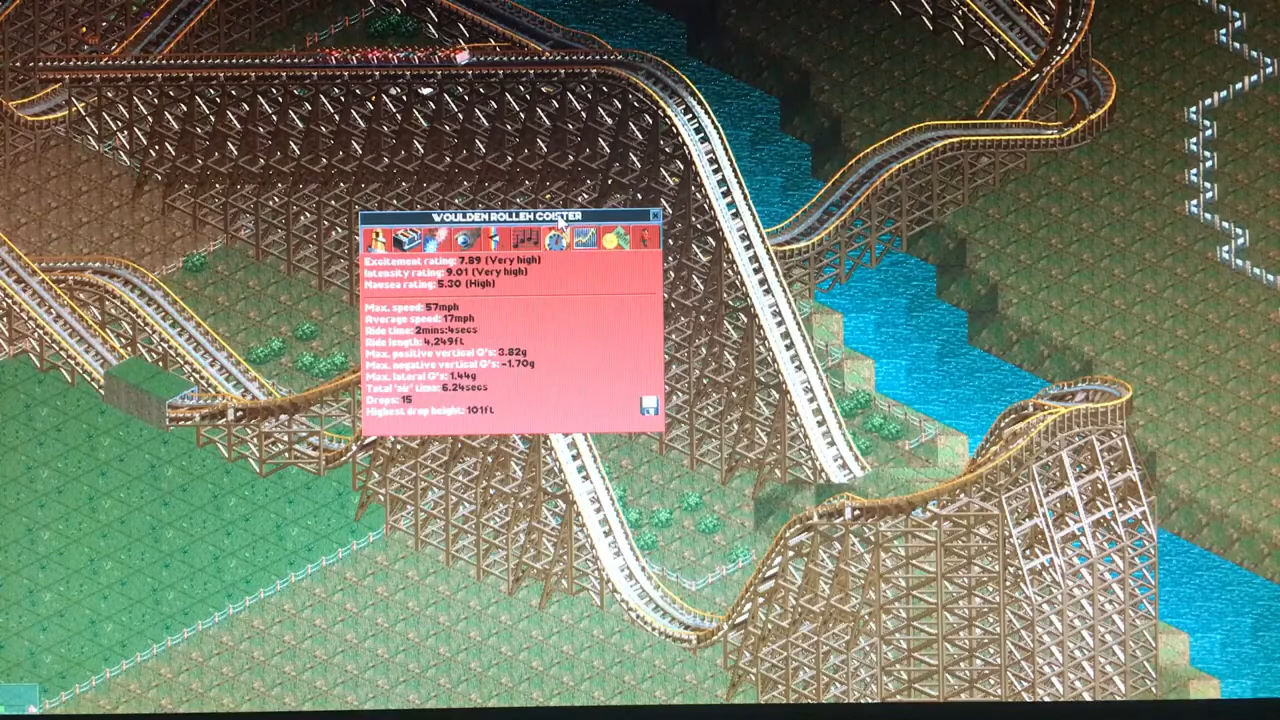 WOULDEN ROLLEH COISTER
Excitement rating: 7.89 (Very high)
Intensity rating: 9.01 (Very high)
Nausea rating: 5.30 (High)
Max. speed: 57mph
Average speed: 17mph
Ride time: 2mins:4secs
Ride length: 4,249ft
Max. positive vertical G's: 3.82g
Max. negative vertical G's: -1.70g
Max. lateral G's: 1.44g
Total 'air' time: 6.24secs
Drops: 15
Highest drop height: 101ft